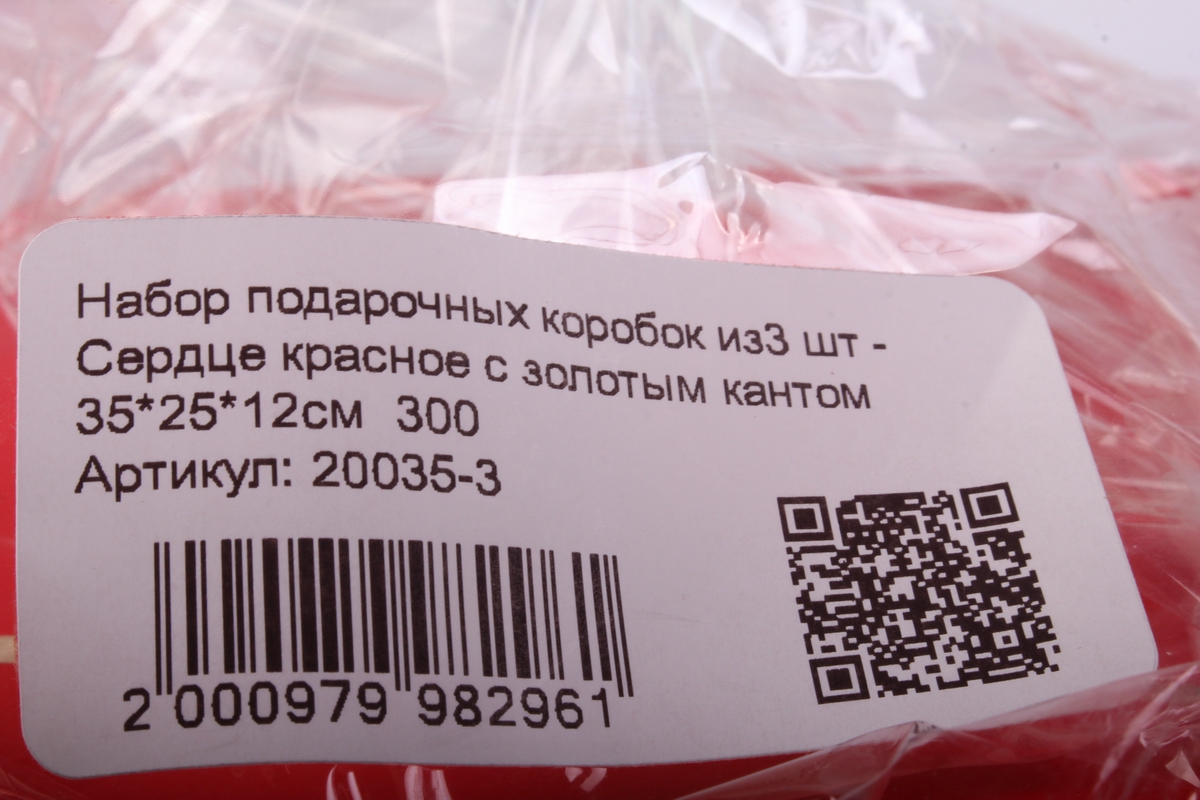 Набор подарочных коробок из3 шт -
Сердце красное с золотым кантом
35*25*12см  300
Артикул: 20035-3
2 000979 982961